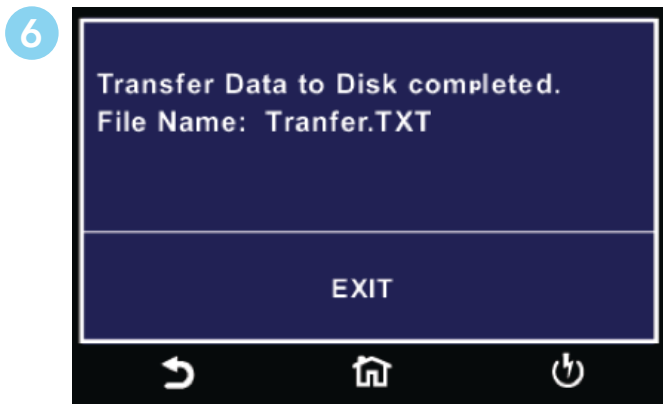 6
Transfer Data to Disk completed.
File Name: Tranfer.TXT
EXIT